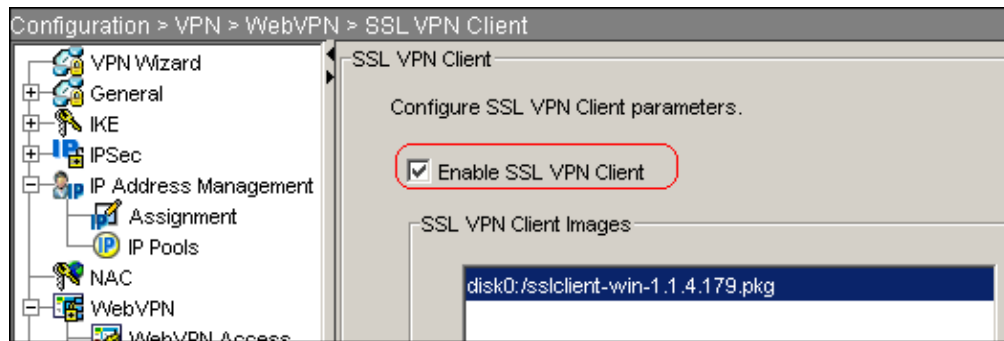 Configuration > VPN > WebVPN > SSL VPN Client
VPN Wizard
General
IKE
IPSec
IP Address Management
Assignment
IP Pools
NAC
WebVPN
WebVPN Access
SSL VPN Client
Configure SSL VPN Client parameters.
Enable SSL VPN Client
SSL VPN Client Images
disk0:/sslclient-win-1.1.4.179.pkg